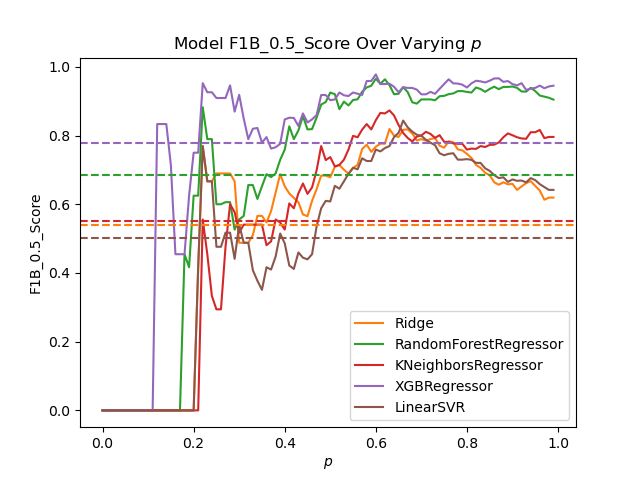 Model F1B_0.5_Score Over Varying p
F1B_0.5_Score
1.0
0.8
0.6
0.4
0.2
0.0
Ridge
RandomForestRegressor
KNeighborsRegressor
XGBRegressor
LinearSVR
0.0 0.2 0.4 0.6 0.8 1.0
p